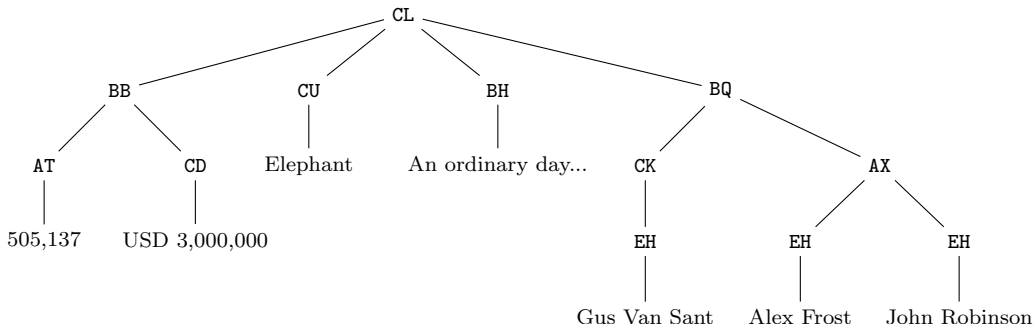 CL
BB CU BH BQ
AT CD Elephant An ordinary day... CK AX
505,137 USD 3,000,000 EH EH EH
Gus Van Sant Alex Frost John Robinson